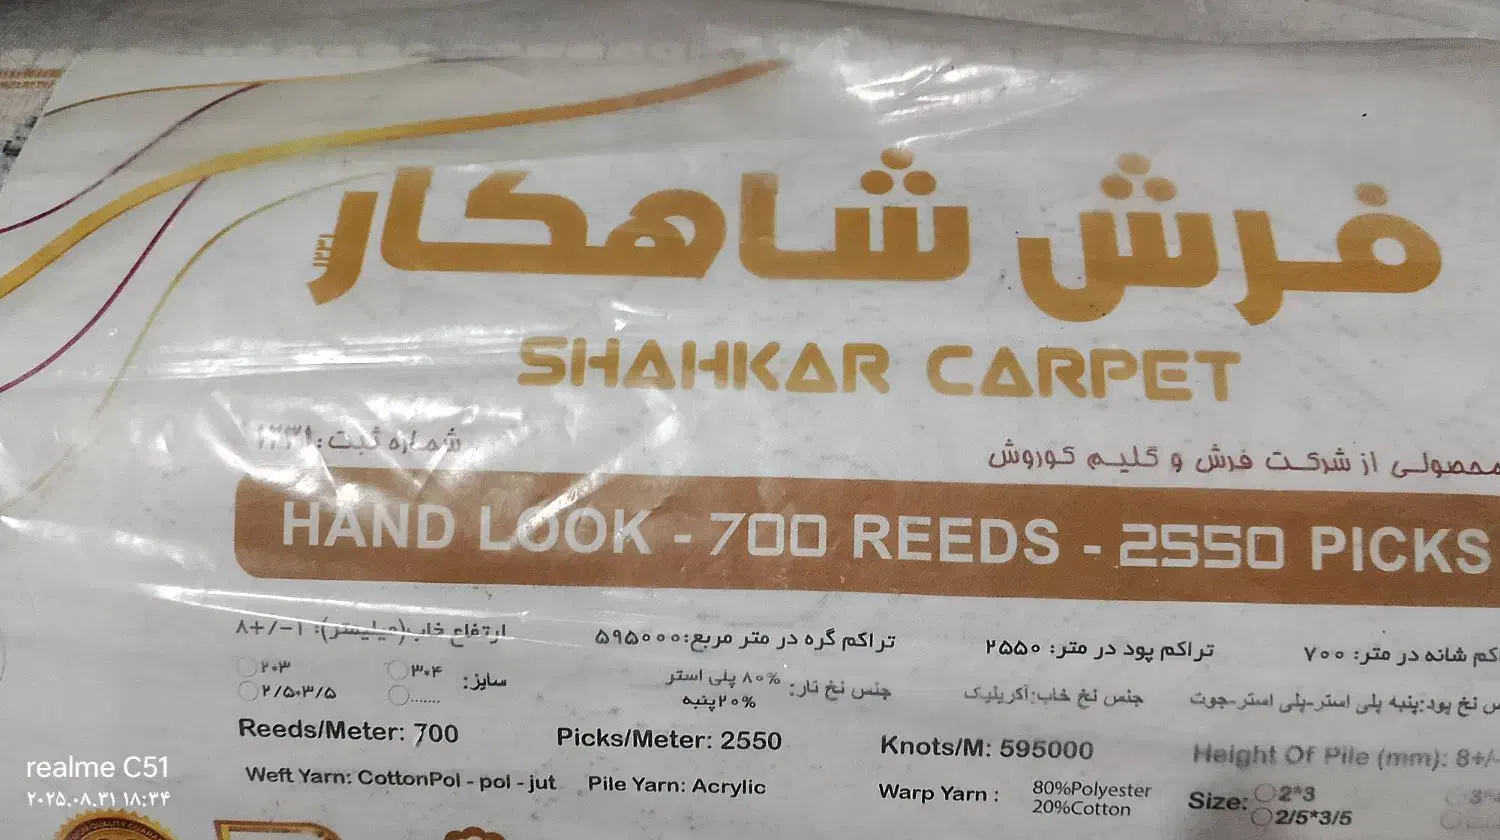 فرش شاهکار
۱۲۳۱
SHAHKAR CARPET
محصولی از شرکت فرش و گلیم کوروش
شماره ثبت: ۱۲۳۱
HAND LOOK - 700 REEDS - 2550 PICKS
کم شانه در متر: ۷۰۰ تراکم پود در متر: ۲۵۵۰ تراکم گره در متر مربع: ۵۹۵۰۰۰ ارتفاع خاب (میلیمتر): ۱-/+۸
نخ پود: پنبه پلی استر-پلی استر-جوت جنس نخ خاب: آکریلیک جنس نخ تار: ۸۰% پلی استر ۲۰% پنبه
سایز: ۳*۴ ۲*۳
....... ۲/۵*۳/۵
Reeds/Meter: 700 Picks/Meter: 2550 Knots/M: 595000 Height Of Pile (mm): 8+/-
Weft Yarn: CottonPol - pol - jut Pile Yarn: Acrylic Warp Yarn : 80%Polyester 20%Cotton Size: 2*3
2/5*3/5
realme C51
۲۰۲۵.۰۸.۳۱ ۱۸:۳۴